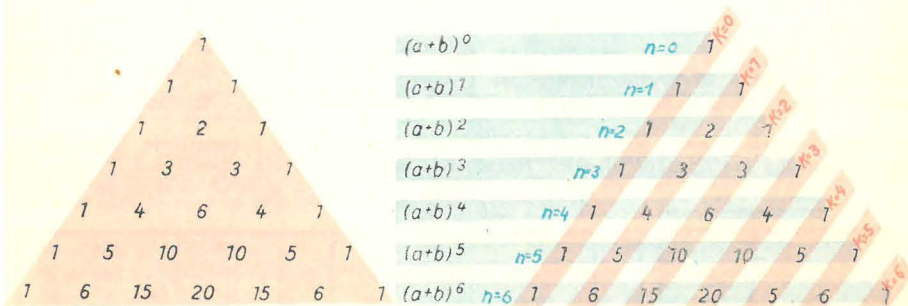 1 (a+b)⁰ n=0 1 K=0
1 1 (a+b)¹ n=1 1 1 K=1
1 2 1 (a+b)² n=2 1 2 1 K=2
1 3 3 1 (a+b)³ n=3 1 3 3 1 K=3
1 4 6 4 1 (a+b)⁴ n=4 1 4 6 4 1 K=4
1 5 10 10 5 1 (a+b)⁵ n=5 1 5 10 10 5 1 K=5
1 6 15 20 15 6 1 (a+b)⁶ n=6 1 6 15 20 5 6 1 K=6